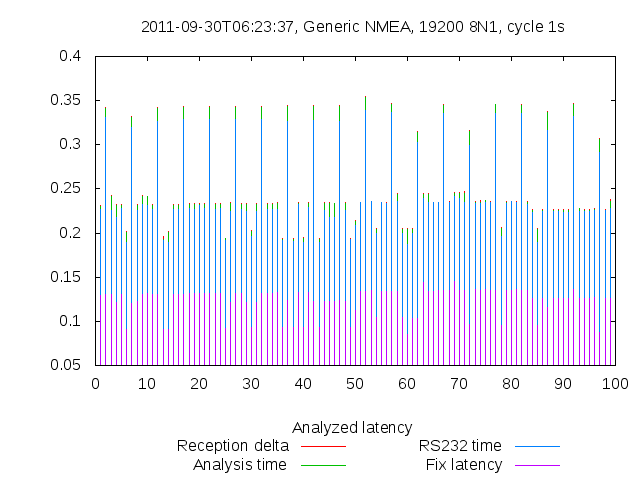 2011-09-30T06:23:37, Generic NMEA, 19200 8N1, cycle 1s
0.4
0.35
0.3
0.25
0.2
0.15
0.1
0.05
0 10 20 30 40 50 60 70 80 90 100
Analyzed latency
Reception delta RS232 time
Analysis time Fix latency